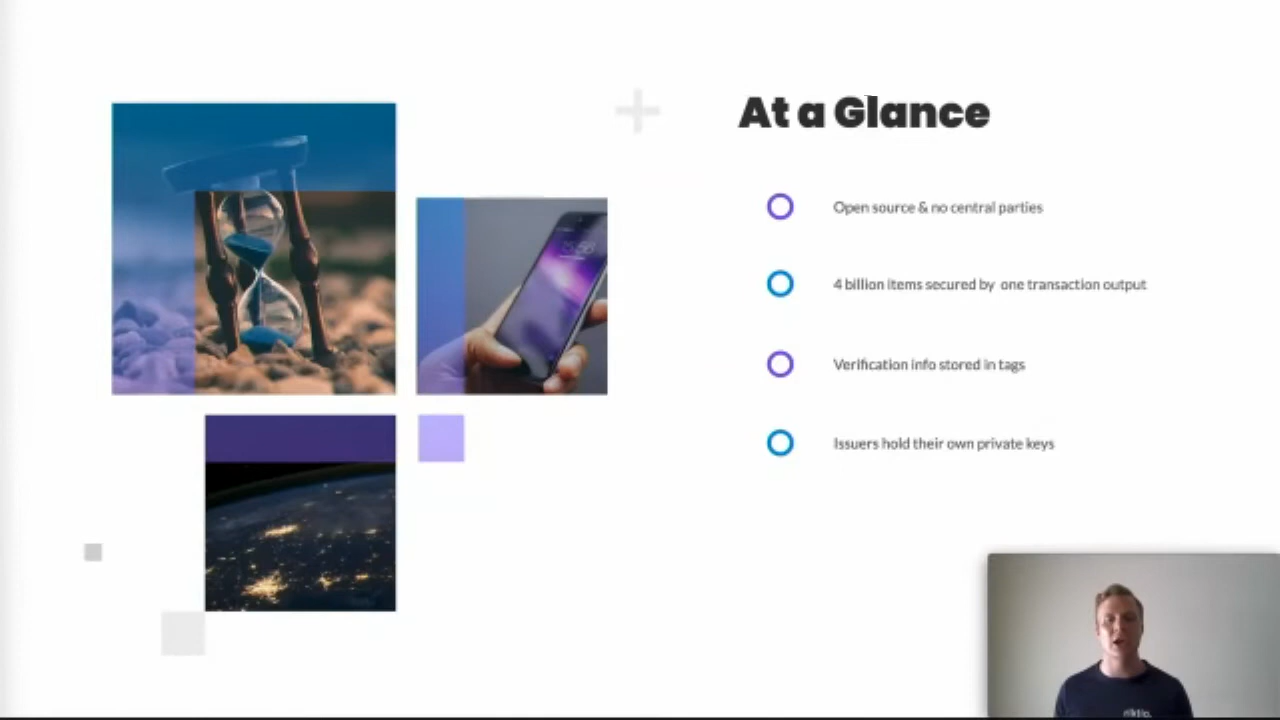 At a Glance
Open source & no central parties
4 billion items secured by one transaction output
Verification info stored in tags
Issuers hold their own private keys